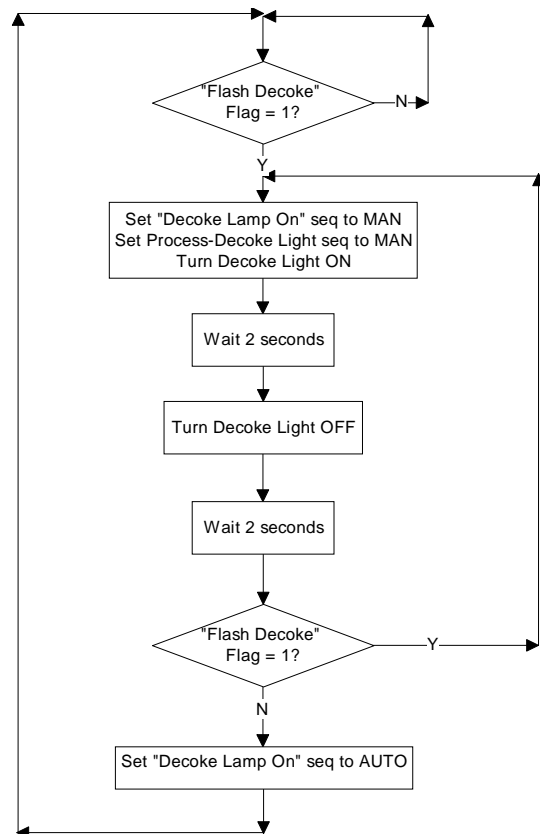 "Flash Decoke"
Flag = 1?
N
Y
Set "Decoke Lamp On" seq to MAN
Set Process-Decoke Light seq to MAN
Turn Decoke Light ON
Wait 2 seconds
Turn Decoke Light OFF
Wait 2 seconds
"Flash Decoke"
Flag = 1?
Y
N
Set "Decoke Lamp On" seq to AUTO